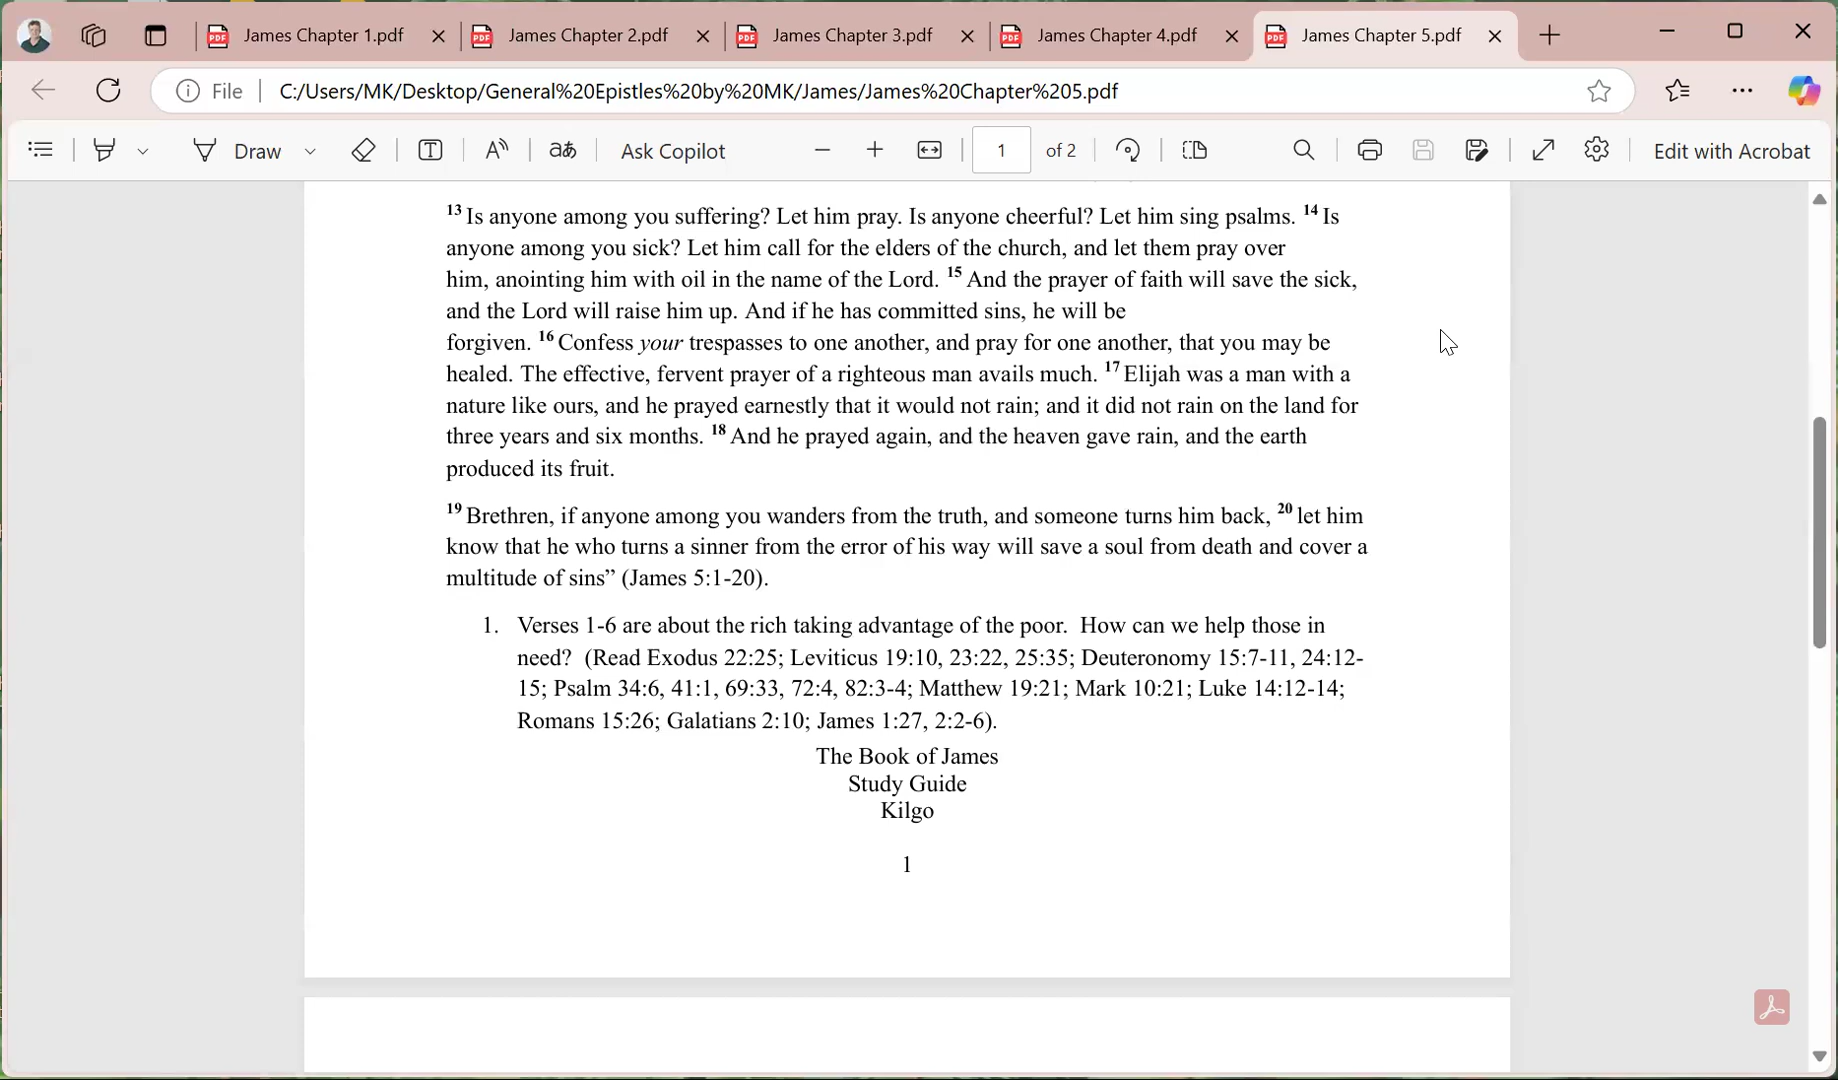 James Chapter 1.pdf
James Chapter 2.pdf
James Chapter 3.pdf
James Chapter 4.pdf
James Chapter 5.pdf
File
C:/Users/MK/Desktop/General%20Epistles%20by%20MK/James/James%20Chapter%205.pdf
Draw
T
A
aあ
Ask Copilot
1
of 2
Edit with Acrobat
13 Is anyone among you suffering? Let him pray. Is anyone cheerful? Let him sing psalms. 14 Is
anyone among you sick? Let him call for the elders of the church, and let them pray over
him, anointing him with oil in the name of the Lord. 15 And the prayer of faith will save the sick,
and the Lord will raise him up. And if he has committed sins, he will be
forgiven. 16 Confess your trespasses to one another, and pray for one another, that you may be
healed. The effective, fervent prayer of a righteous man avails much. 17 Elijah was a man with a
nature like ours, and he prayed earnestly that it would not rain; and it did not rain on the land for
three years and six months. 18 And he prayed again, and the heaven gave rain, and the earth
produced its fruit.
19 Brethren, if anyone among you wanders from the truth, and someone turns him back, 20 let him
know that he who turns a sinner from the error of his way will save a soul from death and cover a
multitude of sins” (James 5:1-20).
1. Verses 1-6 are about the rich taking advantage of the poor.  How can we help those in
need?  (Read Exodus 22:25; Leviticus 19:10, 23:22, 25:35; Deuteronomy 15:7-11, 24:12-
15; Psalm 34:6, 41:1, 69:33, 72:4, 82:3-4; Matthew 19:21; Mark 10:21; Luke 14:12-14;
Romans 15:26; Galatians 2:10; James 1:27, 2:2-6).
The Book of James
Study Guide
Kilgo
1